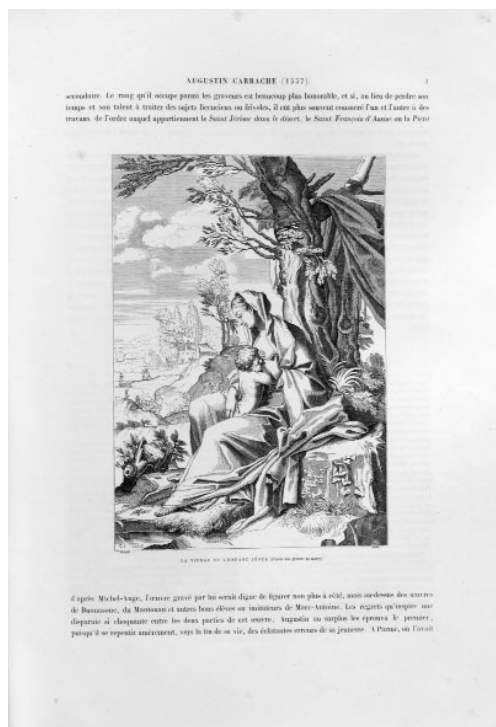 AUGUSTIN CARRACHE (1557). 3
secondaire. Le rang qu'il occupe parmi les graveurs est beaucoup plus honorable, et si, au lieu de perdre son
temps et son talent à traiter des sujets licencieux ou frivoles, il eût plus souvent consacré l'un et l'autre à des
travaux de l'ordre auquel appartiennent le Saint Jérôme dans le désert, le Saint François d'Assise ou la Pietà
LA VIERGE ET L'ENFANT JÉSUS
d'après Michel-Ange, l'œuvre gravé par lui serait digne de figurer non plus à côté, mais au-dessus des œuvres
de Buonasone, du Mantouan et autres bons élèves ou imitateurs de Marc-Antoine. Les regrets qu'inspire une
disparate si choquante entre les deux parties de cet œuvre, Augustin au surplus les éprouva le premier,
puisqu'il se repentit amèrement, vers la fin de sa vie, des éclatantes erreurs de sa jeunesse. A Parme, où l'avait